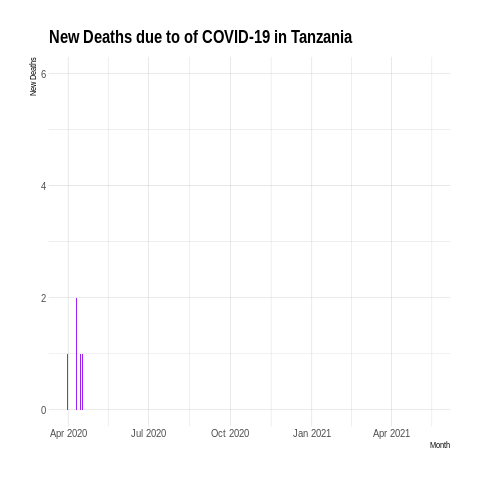 New Deaths due to of COVID-19 in Tanzania
New Deaths
6
4
2
0
Apr 2020 Jul 2020 Oct 2020 Jan 2021 Apr 2021
Month